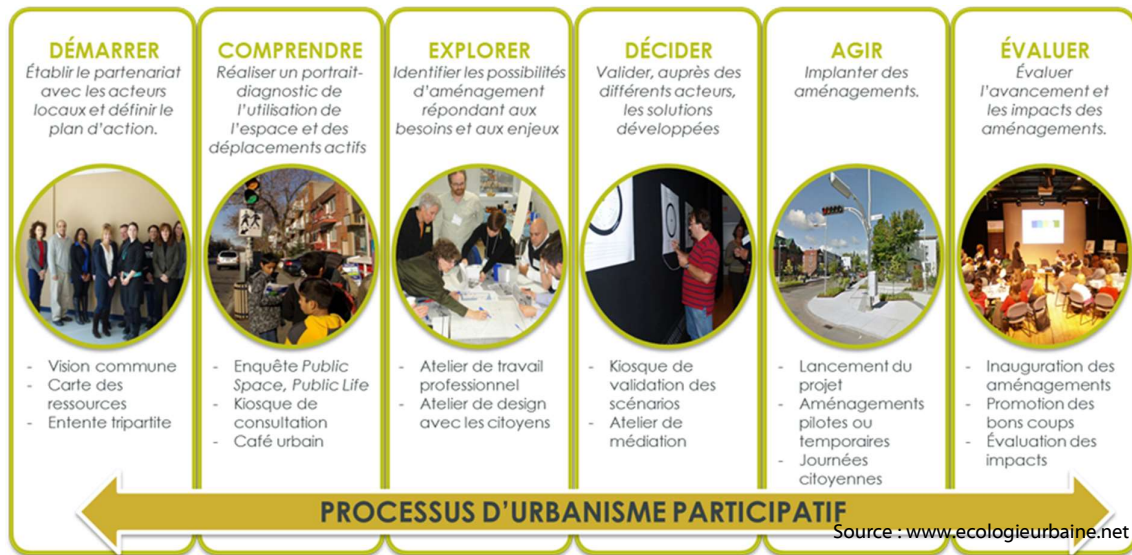 DÉMARRER
Établir le partenariat
avec les acteurs
locaux et définir le
plan d'action.
- Vision commune
- Carte des
ressources
- Entente tripartite
COMPRENDRE
Réaliser un portrait-
diagnostic de
l'utilisation de
l'espace et des
déplacements actifs
- Enquête Public
Space, Public Life
- Kiosque de
consultation
- Café urbain
EXPLORER
Identifier les possibilités
d'aménagement
répondant aux
besoins et aux enjeux
- Atelier de travail
professionnel
- Atelier de design
avec les citoyens
DÉCIDER
Valider, auprès des
différents acteurs,
les solutions
développées
- Kiosque de
validation des
scénarios
- Atelier de
médiation
AGIR
Implanter des
aménagements.
- Lancement du
projet
- Aménagements
pilotes ou
temporaires
- Journées
citoyennes
ÉVALUER
Évaluer
l'avancement et
les impacts des
aménagements.
- Inauguration des
aménagements
- Promotion des
bons coups
- Évaluation des
impacts
PROCESSUS D'URBANISME PARTICIPATIF
Source : www.ecologieurbaine.net